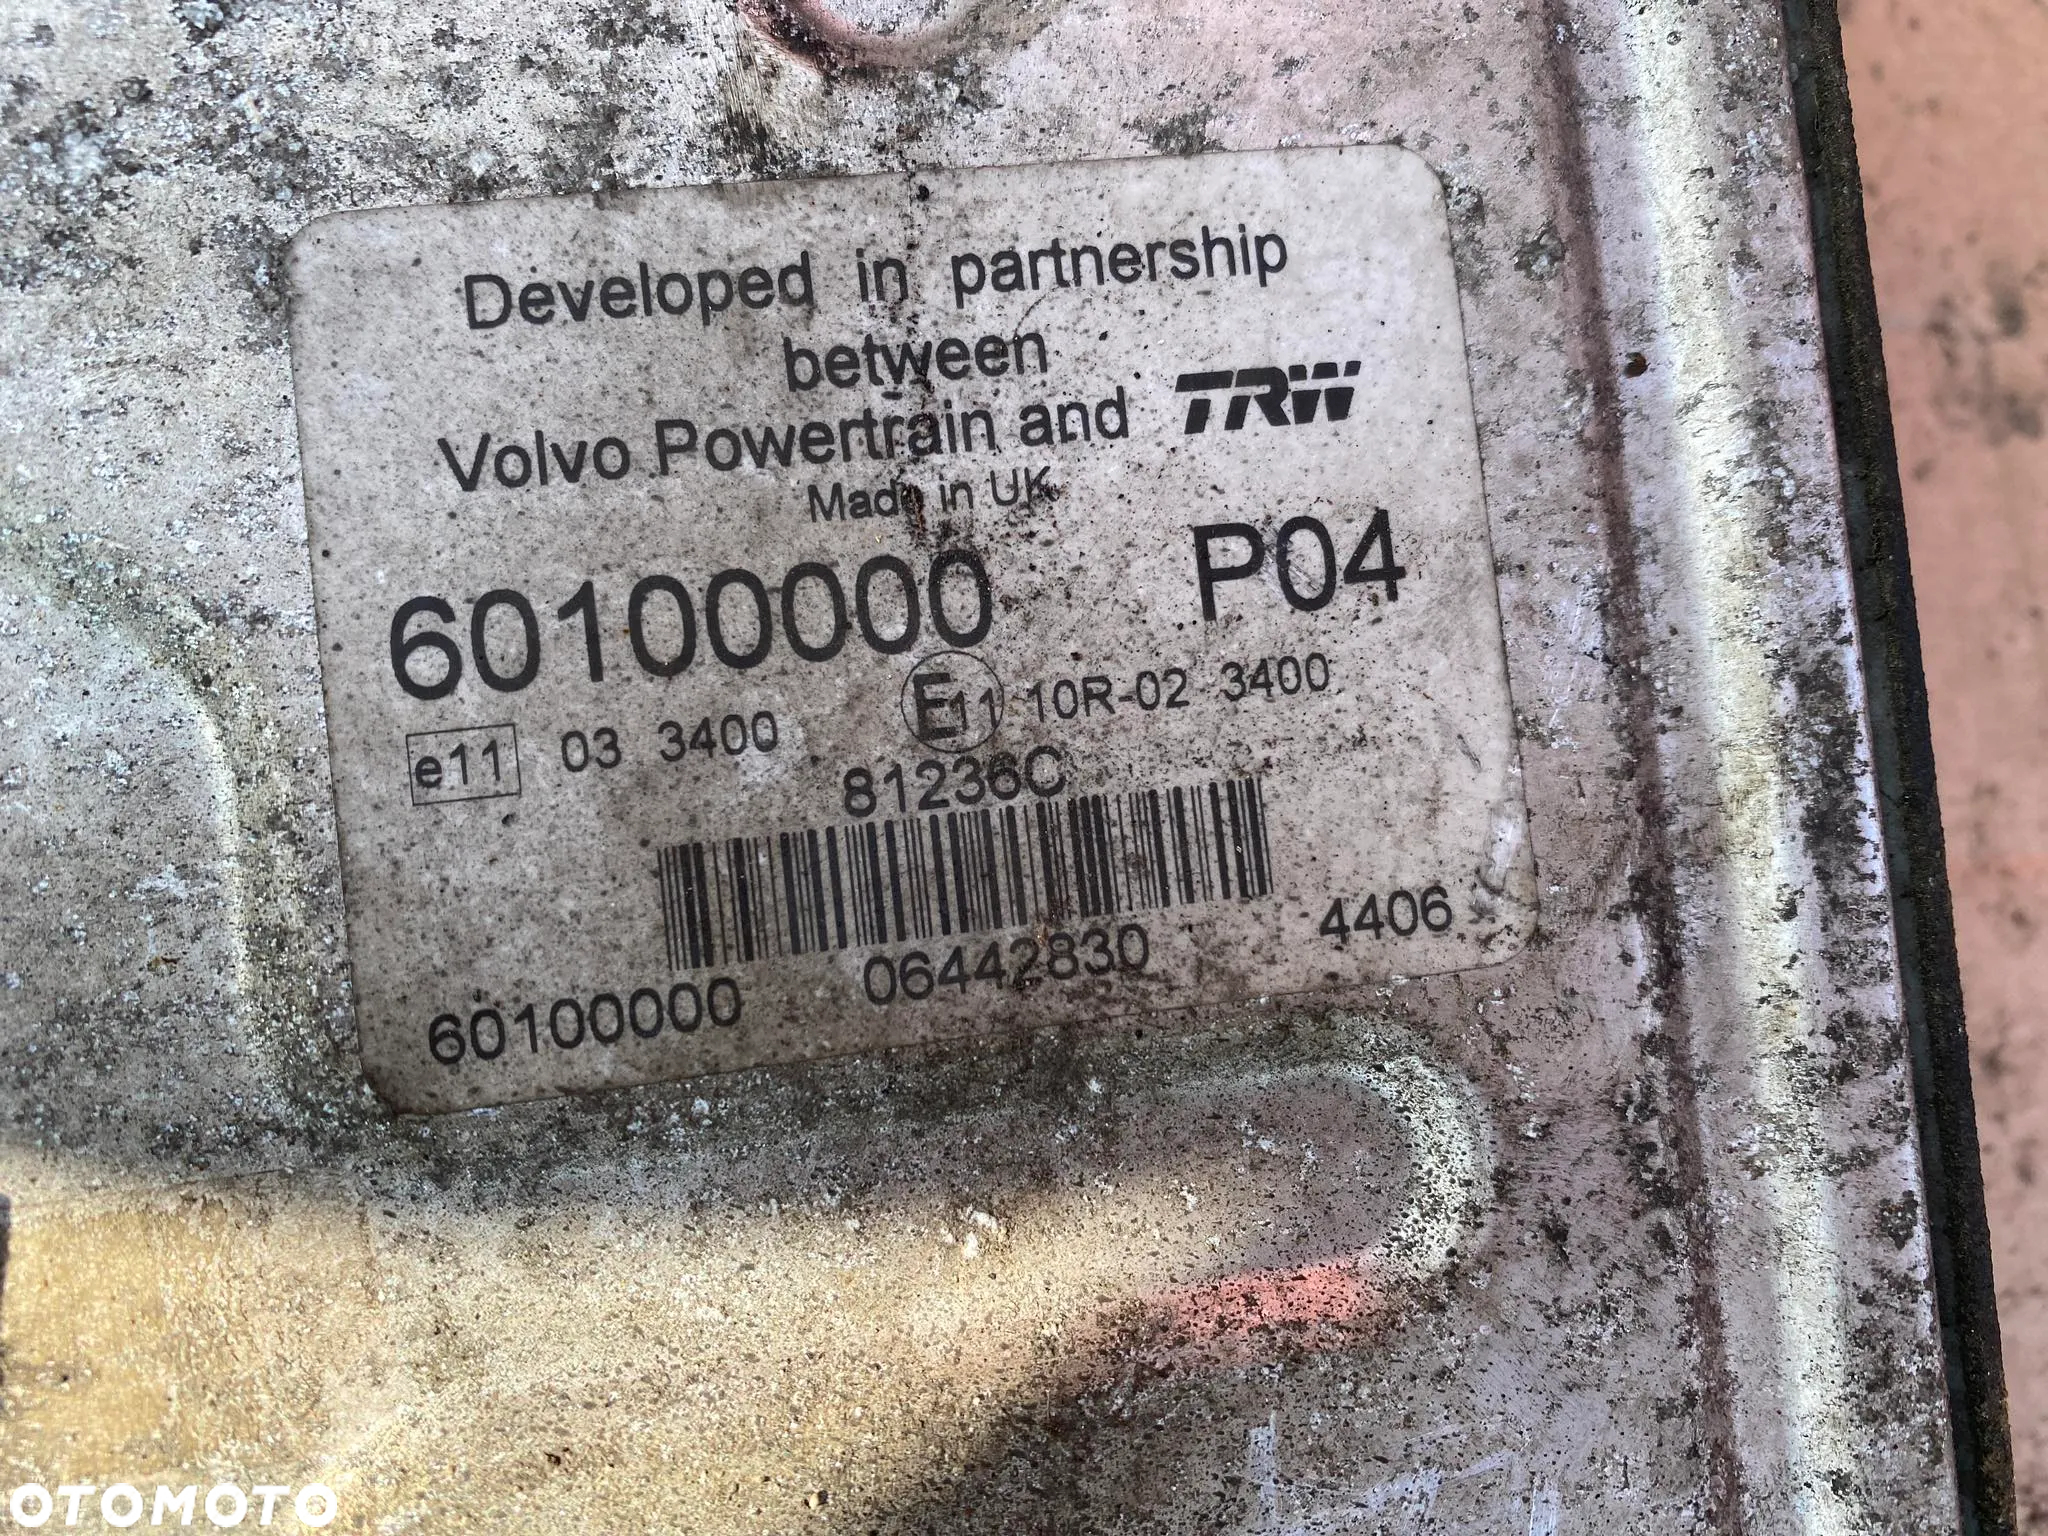 Developed in partnership
between
Volvo Powertrain and TRW
Made in UK
60100000 P04
e11 03 3400 E11 10R-02 3400
81236C
60100000 06442830 4406
OTOMOTO